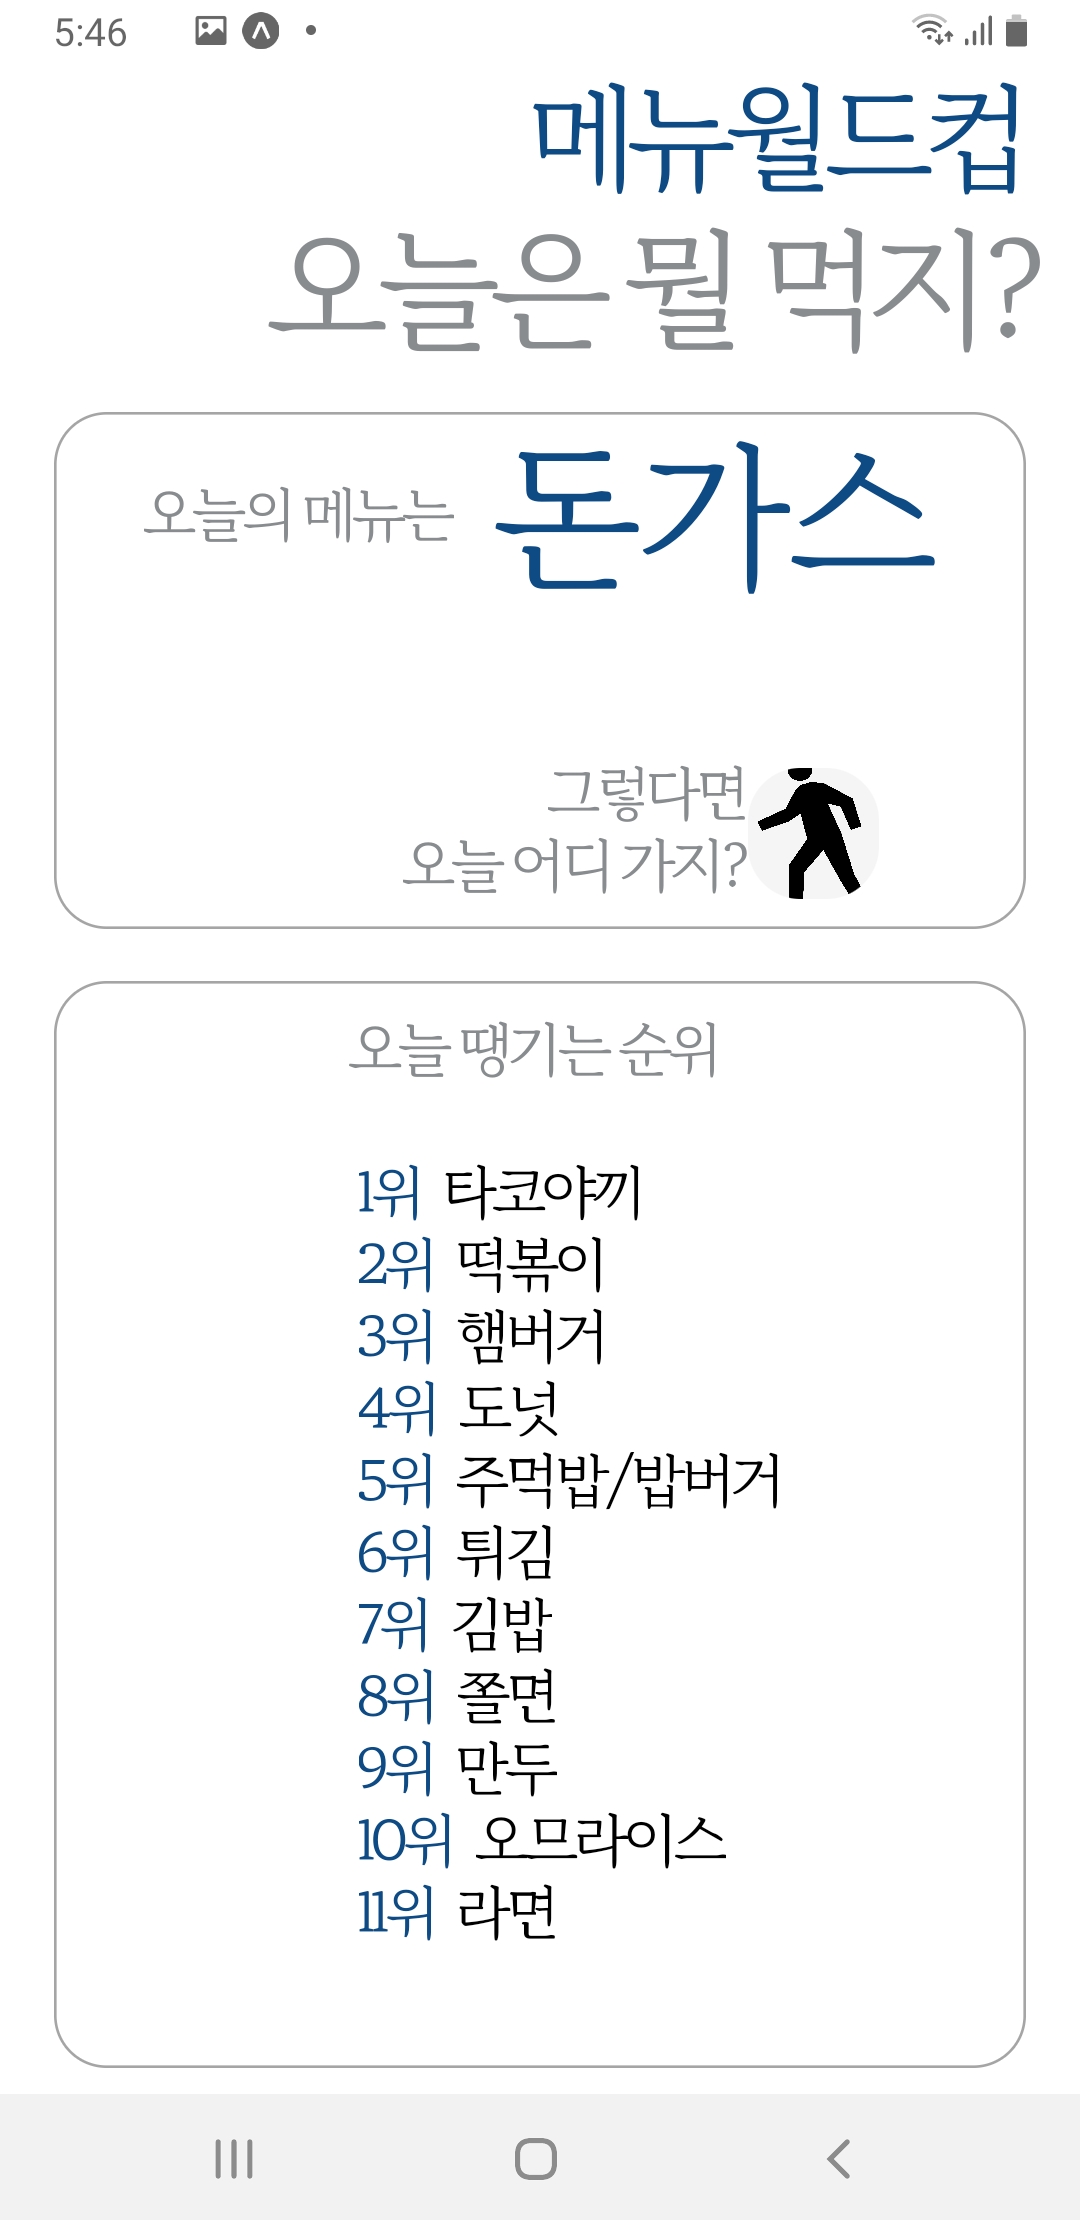 5:46
메뉴월드컵
오늘은 뭘 먹지?
오늘의 메뉴는 돈가스
그렇다면
오늘 어디 가지?
오늘 땡기는 순위
1위 타코야끼
2위 떡볶이
3위 햄버거
4위 도넛
5위 주먹밥/밥버거
6위 튀김
7위 김밥
8위 쫄면
9위 만두
10위 오므라이스
11위 라면